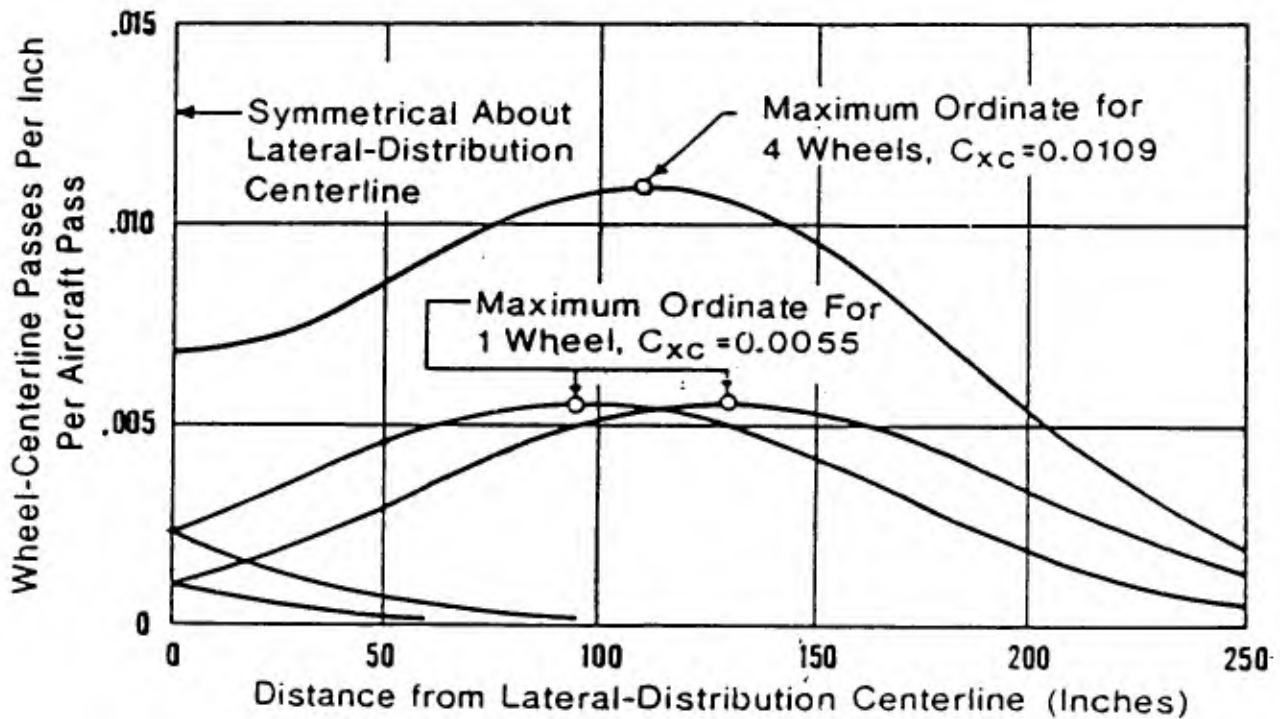 Wheel-Centerline Passes Per Inch
Per Aircraft Pass
.015
.010
.005
0
Symmetrical About
Lateral-Distribution
Centerline
Maximum Ordinate for
4 Wheels, Cxc=0.0109
Maximum Ordinate For
1 Wheel, Cxc=0.0055
0
50
100
150
200
250
Distance from Lateral-Distribution Centerline (Inches)